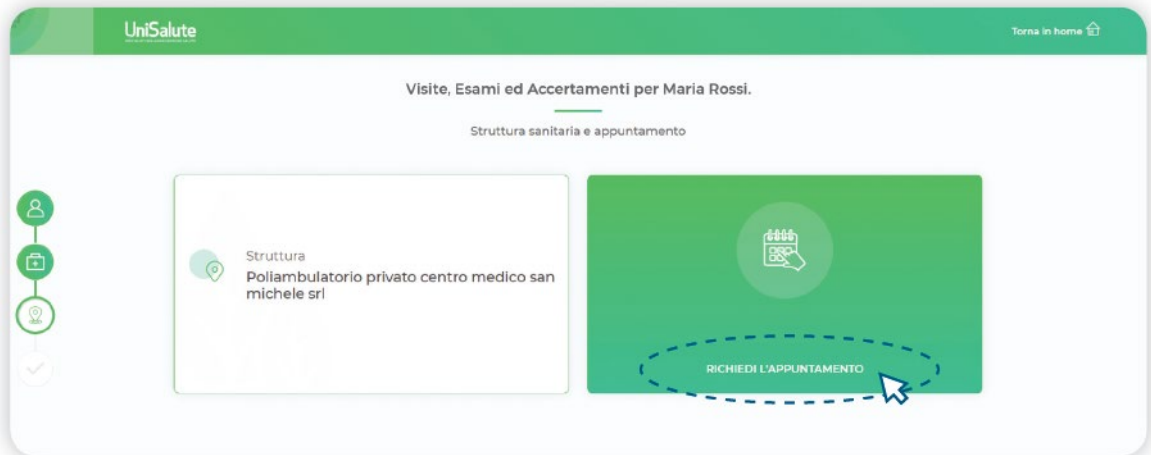 UniSalute
Torna in home
Visite, Esami ed Accertamenti per Maria Rossi.
Struttura sanitaria e appuntamento
Struttura
Poliambulatorio privato centro medico san
michele srl
RICHIEDI L'APPUNTAMENTO